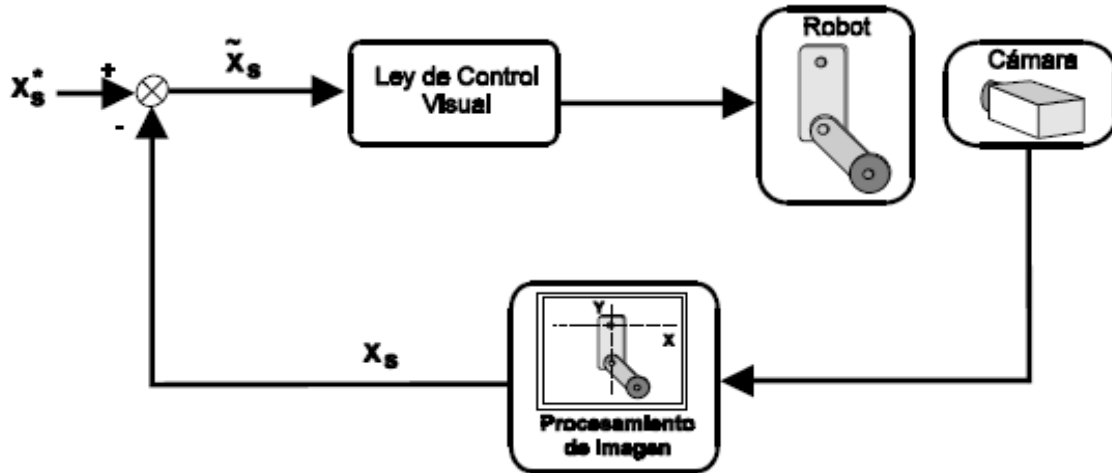 X*s
+
-
X̃s
Ley de Control
Visual
Robot
Cámara
Xs
Y
X
Procesamiento
de Imagen